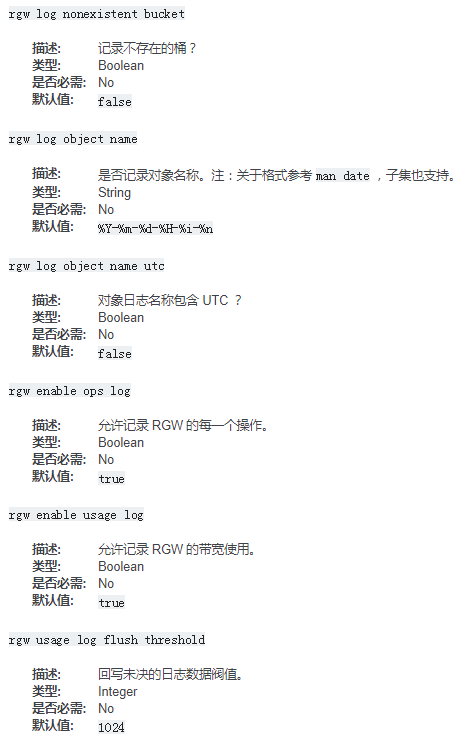 rgw log nonexistent bucket
描述: 记录不存在的桶？
类型: Boolean
是否必需: No
默认值: false
rgw log object name
描述: 是否记录对象名称。注：关于格式参考 man date ，子集也支持。
类型: String
是否必需: No
默认值: %Y-%m-%d-%H-%i-%n
rgw log object name utc
描述: 对象日志名称包含 UTC ？
类型: Boolean
是否必需: No
默认值: false
rgw enable ops log
描述: 允许记录 RGW 的每一个操作。
类型: Boolean
是否必需: No
默认值: true
rgw enable usage log
描述: 允许记录 RGW 的带宽使用。
类型: Boolean
是否必需: No
默认值: true
rgw usage log flush threshold
描述: 回写未决的日志数据阀值。
类型: Integer
是否必需: No
默认值: 1024